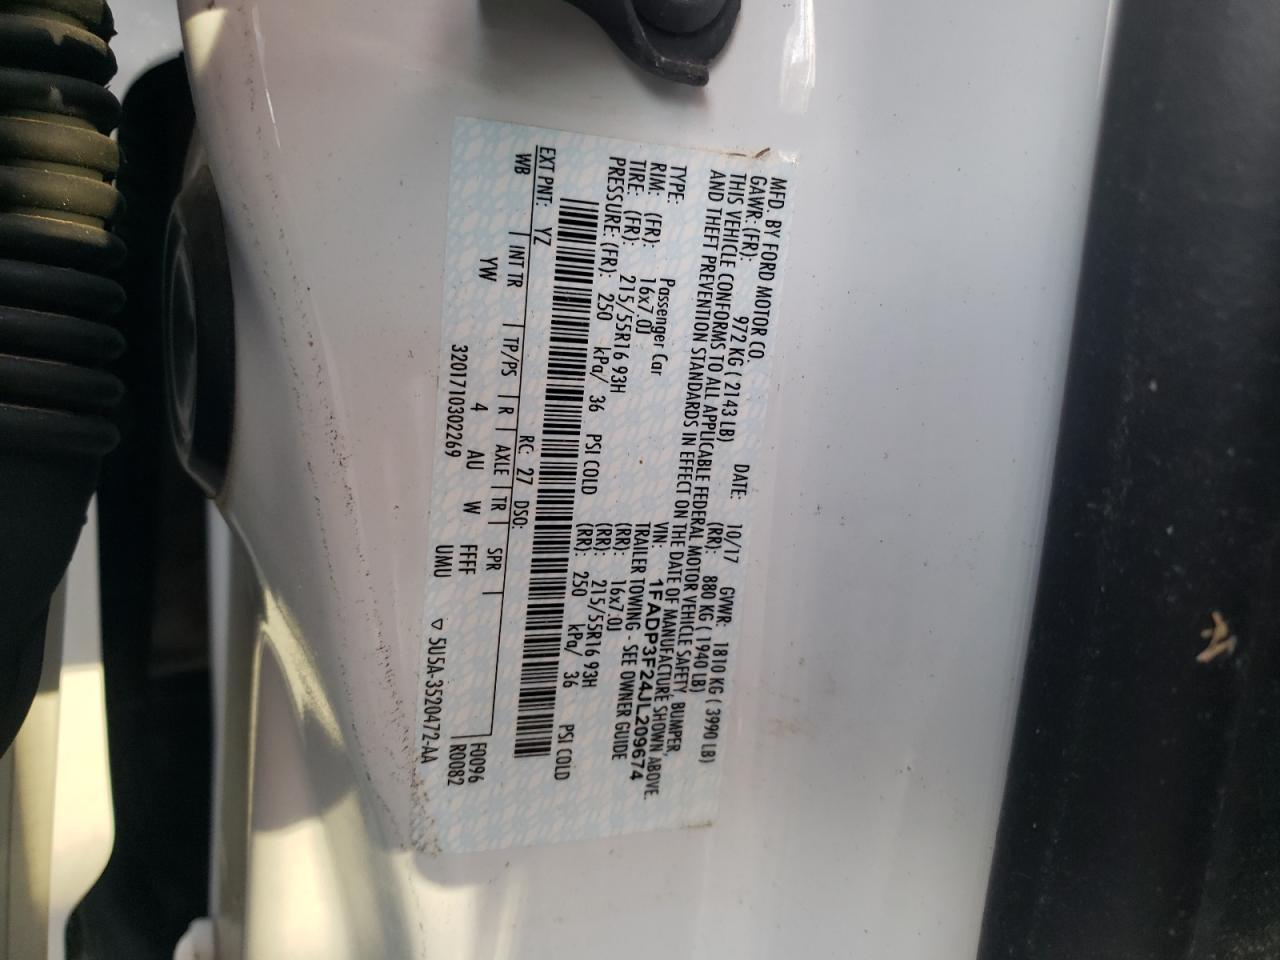 MFD. BY FORD MOTOR CO. DATE: 10/17 GVWR: 1810 KG ( 3990 LB)
GAWR: (FR): 972 KG ( 2143 LB) (RR): 880 KG ( 1940 LB)
THIS VEHICLE CONFORMS TO ALL APPLICABLE FEDERAL MOTOR VEHICLE SAFETY, BUMPER,
AND THEFT PREVENTION STANDARDS IN EFFECT ON THE DATE OF MANUFACTURE SHOWN ABOVE.
VIN: 1FADP3F24JL209674
TYPE: Passenger Car TRAILER TOWING - SEE OWNER GUIDE
RIM: (FR): 16x7.0J (RR): 16x7.0J
TIRE: (FR): 215/55R16 93H (RR): 215/55R16 93H
PRESSURE: (FR): 250 kPa/ 36 PSI COLD (RR): 250 kPa/ 36 PSI COLD
EXT PNT: YZ RC: 27 DSO: F0096
WB INT TR TP/PS R AXLE TR SPR R0082
YW 4 AU W FFFF
3201710302269 UMU ▽ 5U5A-3520472-AA